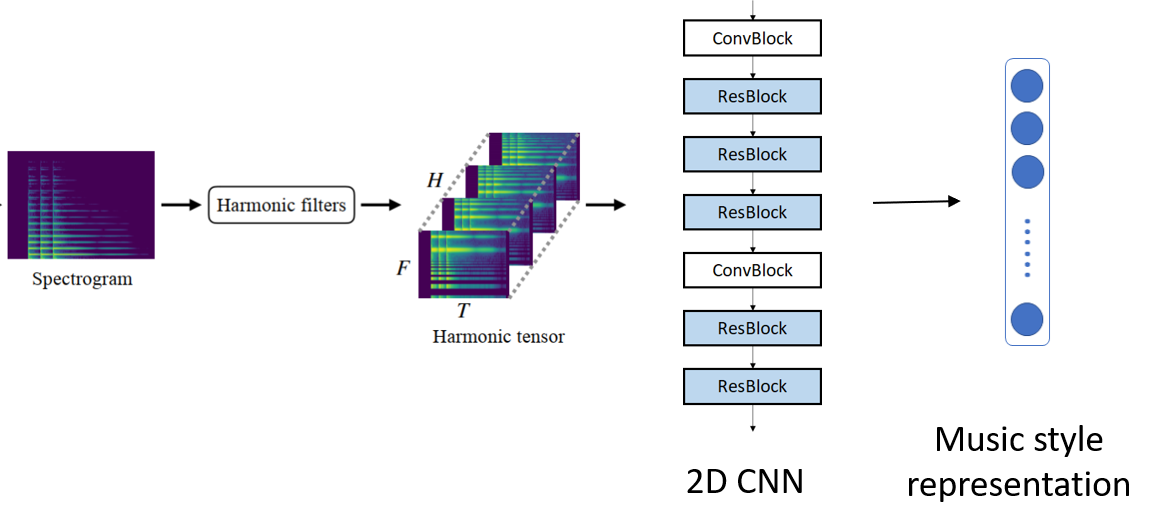 Spectrogram
Harmonic filters
H
F
T
Harmonic tensor
ConvBlock
ResBlock
ResBlock
ResBlock
ConvBlock
ResBlock
ResBlock
2D CNN
Music style
representation